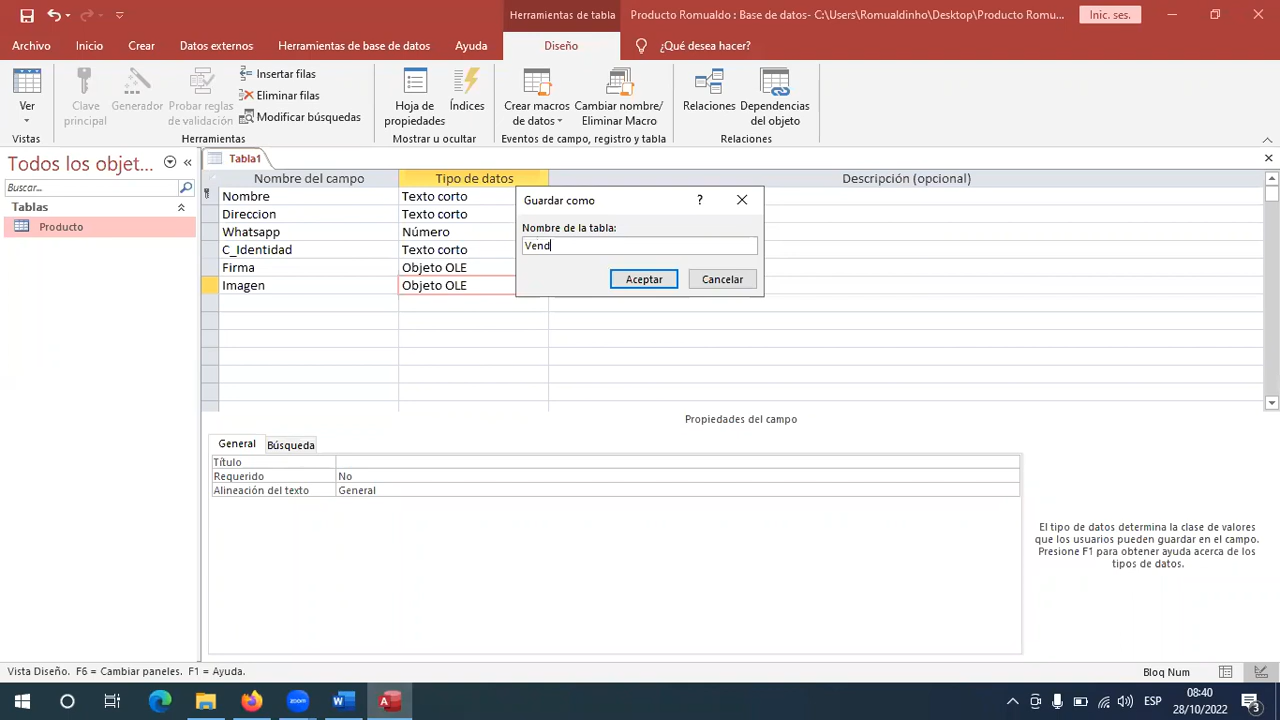 Herramientas de tabla
Producto Romualdo : Base de datos- C:\Users\Romualdinho\Desktop\Producto Romu...
Inic. ses.
Archivo
Inicio
Crear
Datos externos
Herramientas de base de datos
Ayuda
Diseño
¿Qué desea hacer?
Ver
Clave principal
Generador
Probar reglas de validación
Insertar filas
Eliminar filas
Modificar búsquedas
Hoja de propiedades
Índices
Crear macros de datos
Cambiar nombre/ Eliminar Macro
Relaciones
Dependencias del objeto
Vistas
Herramientas
Mostrar u ocultar
Eventos de campo, registro y tabla
Relaciones
Todos los objet...
Buscar...
Tablas
Producto
Tabla1
Nombre del campo
Tipo de datos
Descripción (opcional)
Nombre
Texto corto
Direccion
Texto corto
Whatsapp
Número
C_Identidad
Texto corto
Firma
Objeto OLE
Imagen
Objeto OLE
Guardar como
?
Nombre de la tabla:
Vend
Aceptar
Cancelar
Propiedades del campo
General
Búsqueda
Título
Requerido
No
Alineación del texto
General
El tipo de datos determina la clase de valores
que los usuarios pueden guardar en el campo.
Presione F1 para obtener ayuda acerca de los
tipos de datos.
Vista Diseño. F6 = Cambiar paneles. F1 = Ayuda.
Bloq Num
zoom
W
A
ESP
08:40
28/10/2022
3